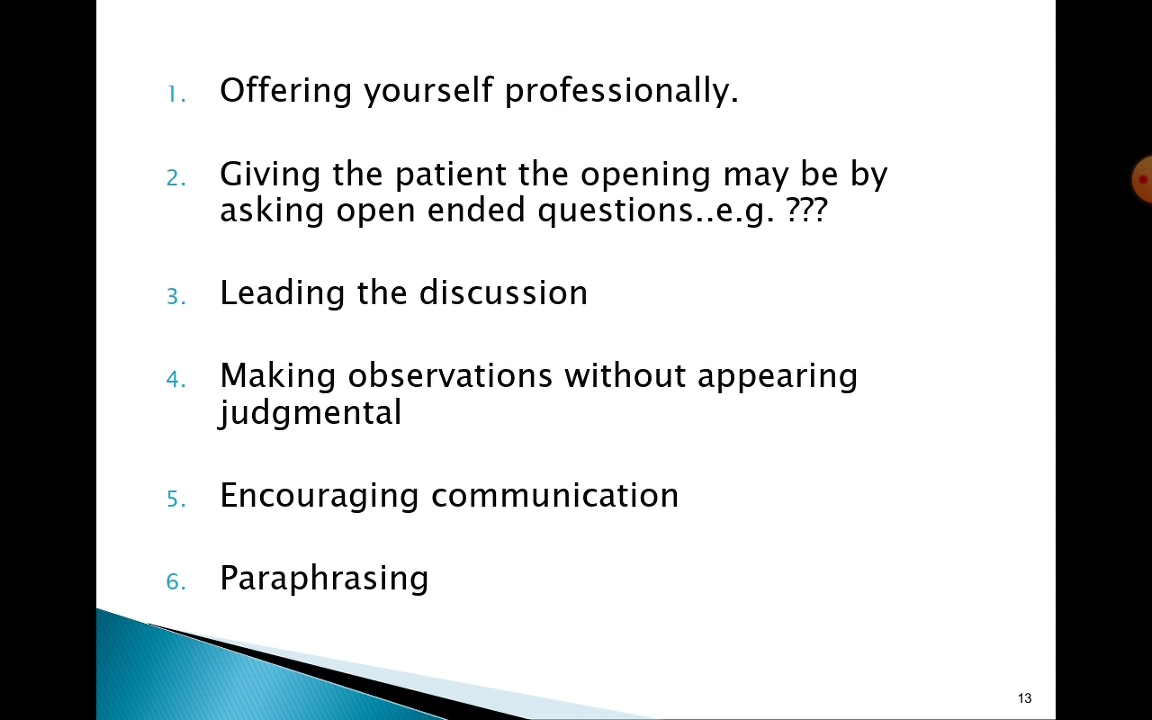 1. Offering yourself professionally.
2. Giving the patient the opening may be by
asking open ended questions..e.g. ???
3. Leading the discussion
4. Making observations without appearing
judgmental
5. Encouraging communication
6. Paraphrasing
13